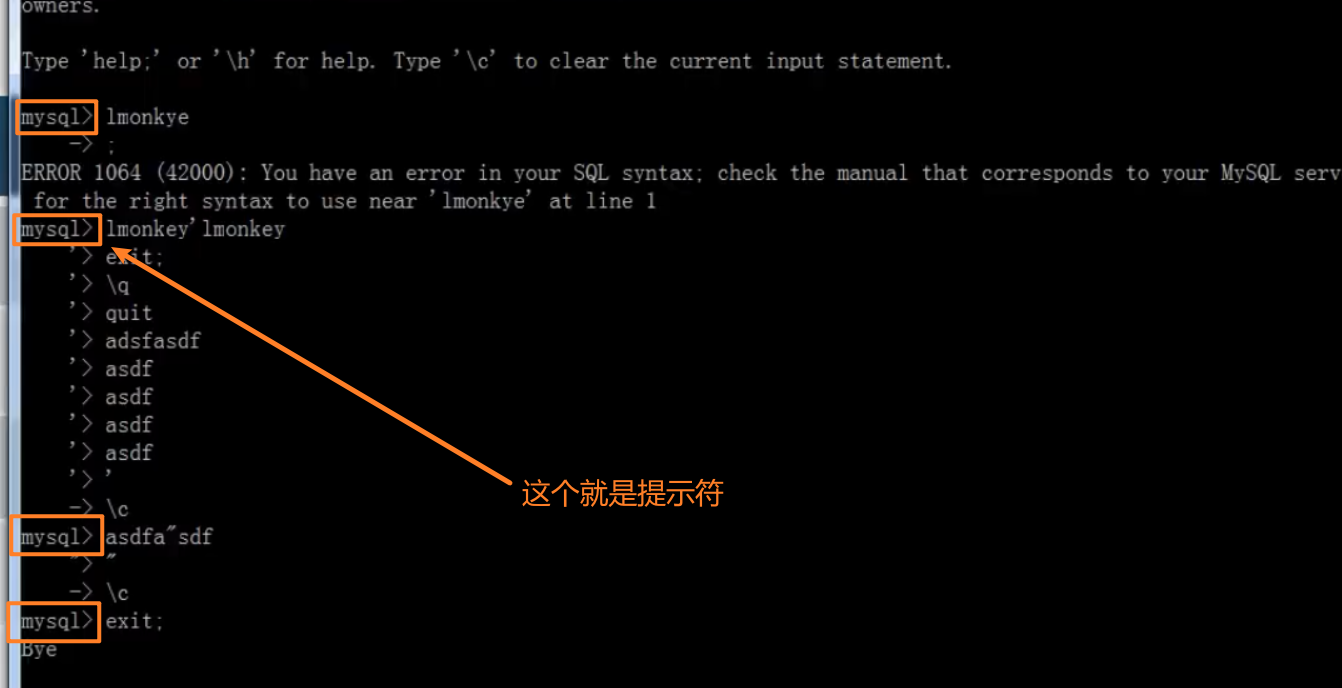 owners.
Type 'help;' or '\h' for help. Type '\c' to clear the current input statement.
mysql> lmonkye
-> ;
ERROR 1064 (42000): You have an error in your SQL syntax; check the manual that corresponds to your MySQL serv
for the right syntax to use near 'lmonkye' at line 1
mysql> lmonkey'lmonkey
'> exit;
'> \q
'> quit
'> adsfasdf
'> asdf
'> asdf
'> asdf
'> asdf
'> '
-> \c
这个就是提示符
mysql> asdfa"sdf
"> "
-> \c
mysql> exit;
Bye